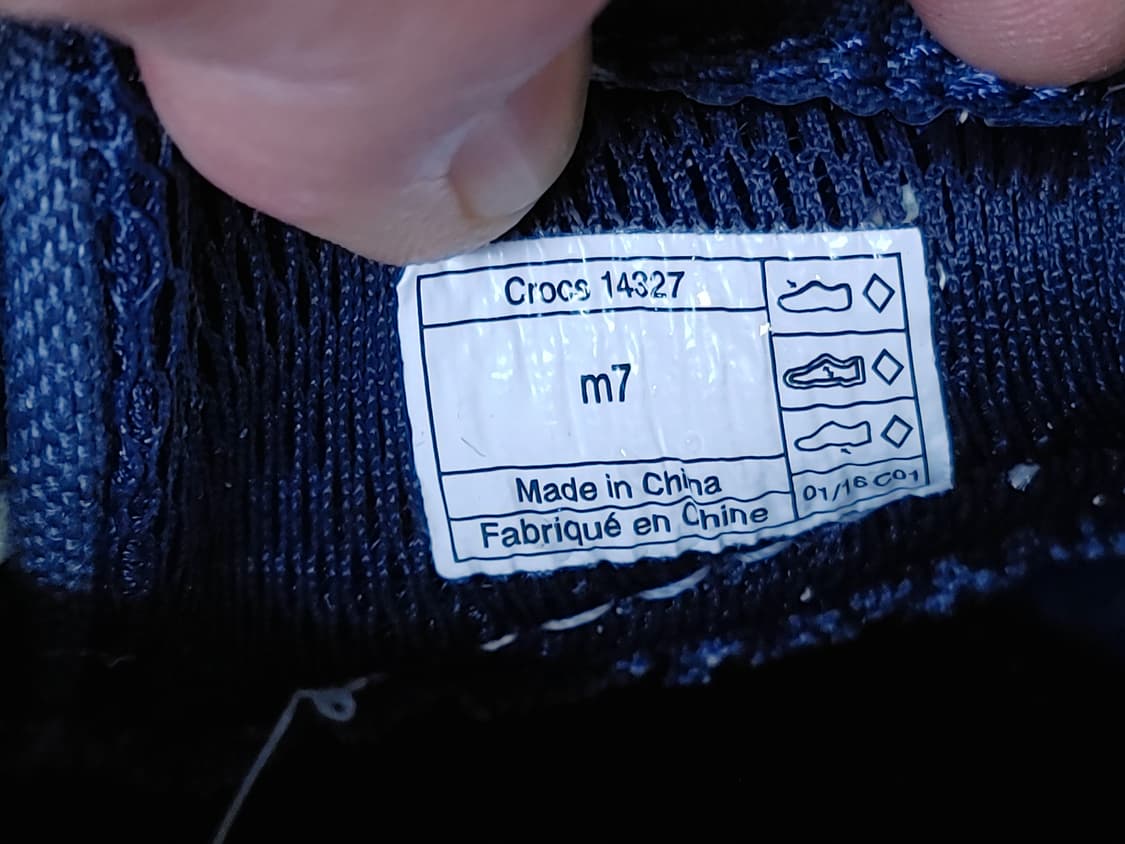 Crocs 14327
m7
Made in China
Fabriqué en Chine
01/16 C01